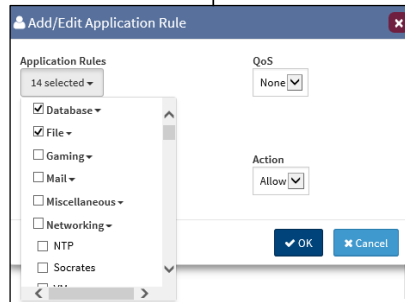 Add/Edit Application Rule
Application Rules
QoS
14 selected
None
Database
File
Gaming
Mail
Action
Miscellaneous
Allow
Networking
NTP
OK
Cancel
Socrates